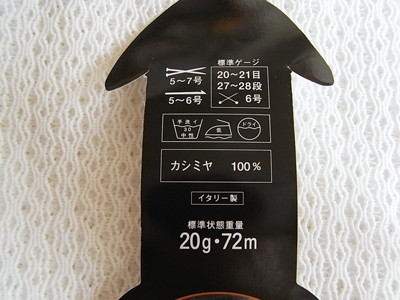 標準ゲージ
5〜7号
20〜21目
27〜28段
5〜6号
6号
手洗イ
30
中性
低
ドライ
カシミヤ 100%
イタリー製
標準状態重量
20g・72m